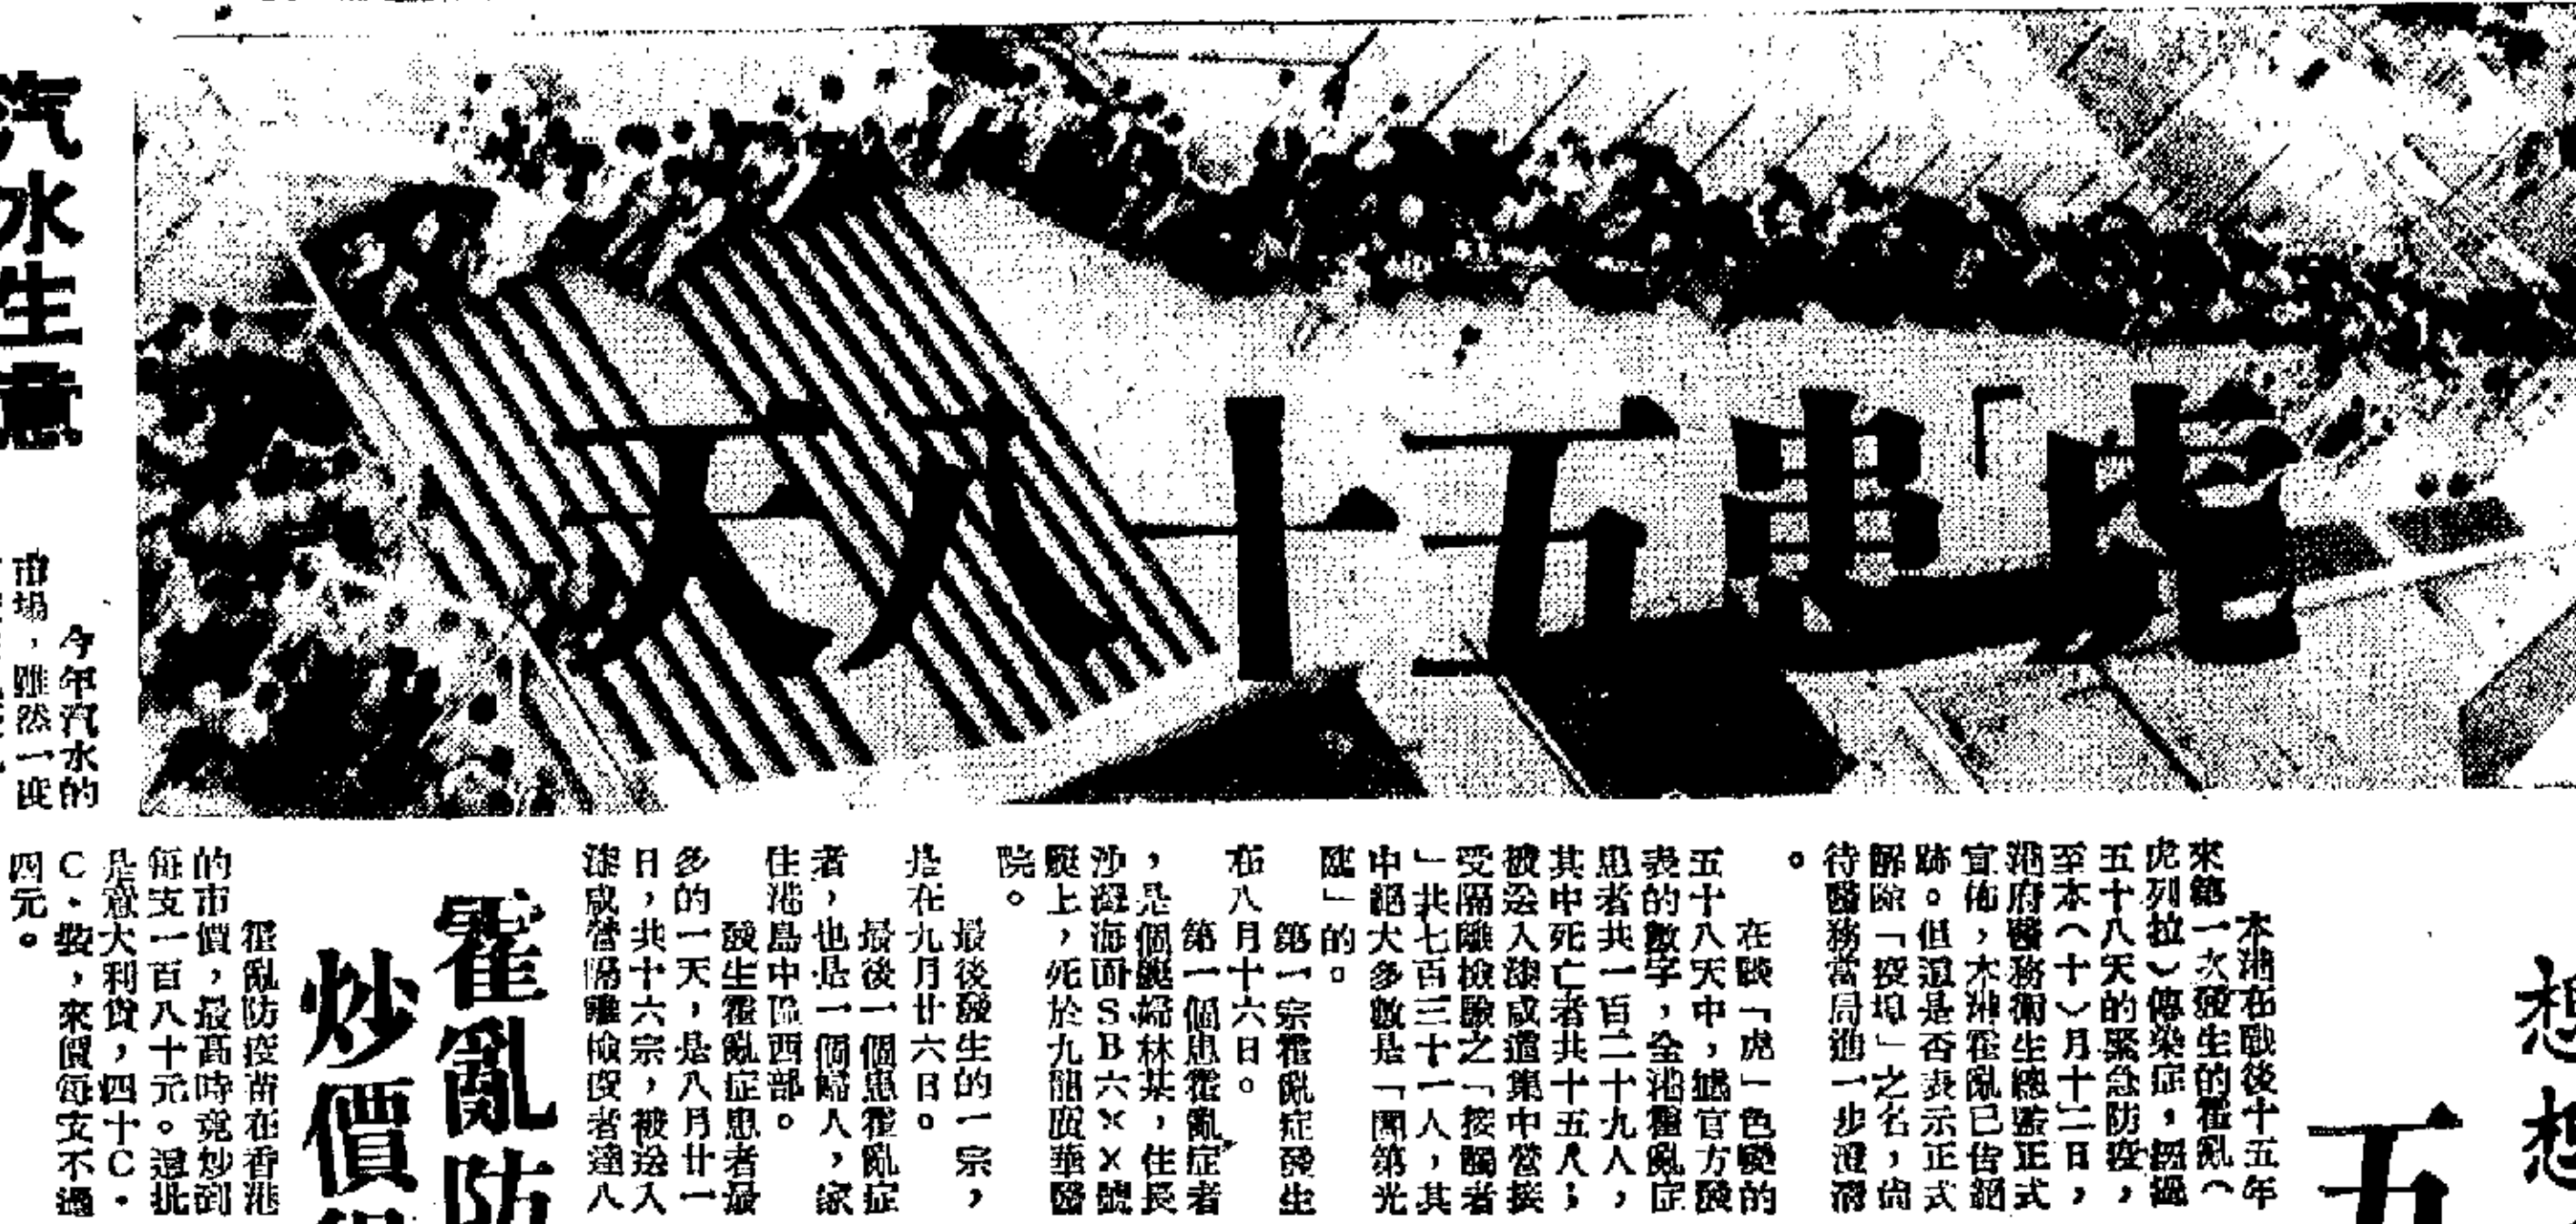 虎「患五十八天
想想
五
本港在戰後十五年
來第一次發生的霍亂（
虎列拉）傳染症，經過
五十八天的緊急防疫，
至本（十）月十二日，
港府醫務衞生總監正式
宣佈，本港霍亂已告絕
跡。但這是否表示正式
解除「疫埠」之名，尚
待醫務當局進一步澄清
。
在談「虎」色變的
五十八天中，據官方發
表的數字，全港霍亂症
患者共一百二十九人，
其中死亡者共十五人；
被送入漆咸道集中營接
受隔離檢驗之「接觸者
」共七百三十一人，其
中絕大多數是「開第光
臨」的。
第一宗霍亂症發生
在八月十六日。
第一個患霍亂症者
，是個艇婦林某，住長
沙灣海面SB六××號
艇上，死於九龍廣華醫
院。
最後發生的一宗，
是在九月廿六日。
最後一個患霍亂症
者，也是一個婦人，家
住港島中區西部。
發生霍亂症患者最
多的一天，是八月廿一
日，共十六宗，被送入
漆咸營隔離檢疫者達八
霍亂防
炒價
霍亂防疫苗在香港
的市價，最高時竟炒到
每支一百八十元。這批
是意大利貨，四十C．
C．裝，來價每支不過
四元。
汽水生意
今年汽水的
市場，雖然一度